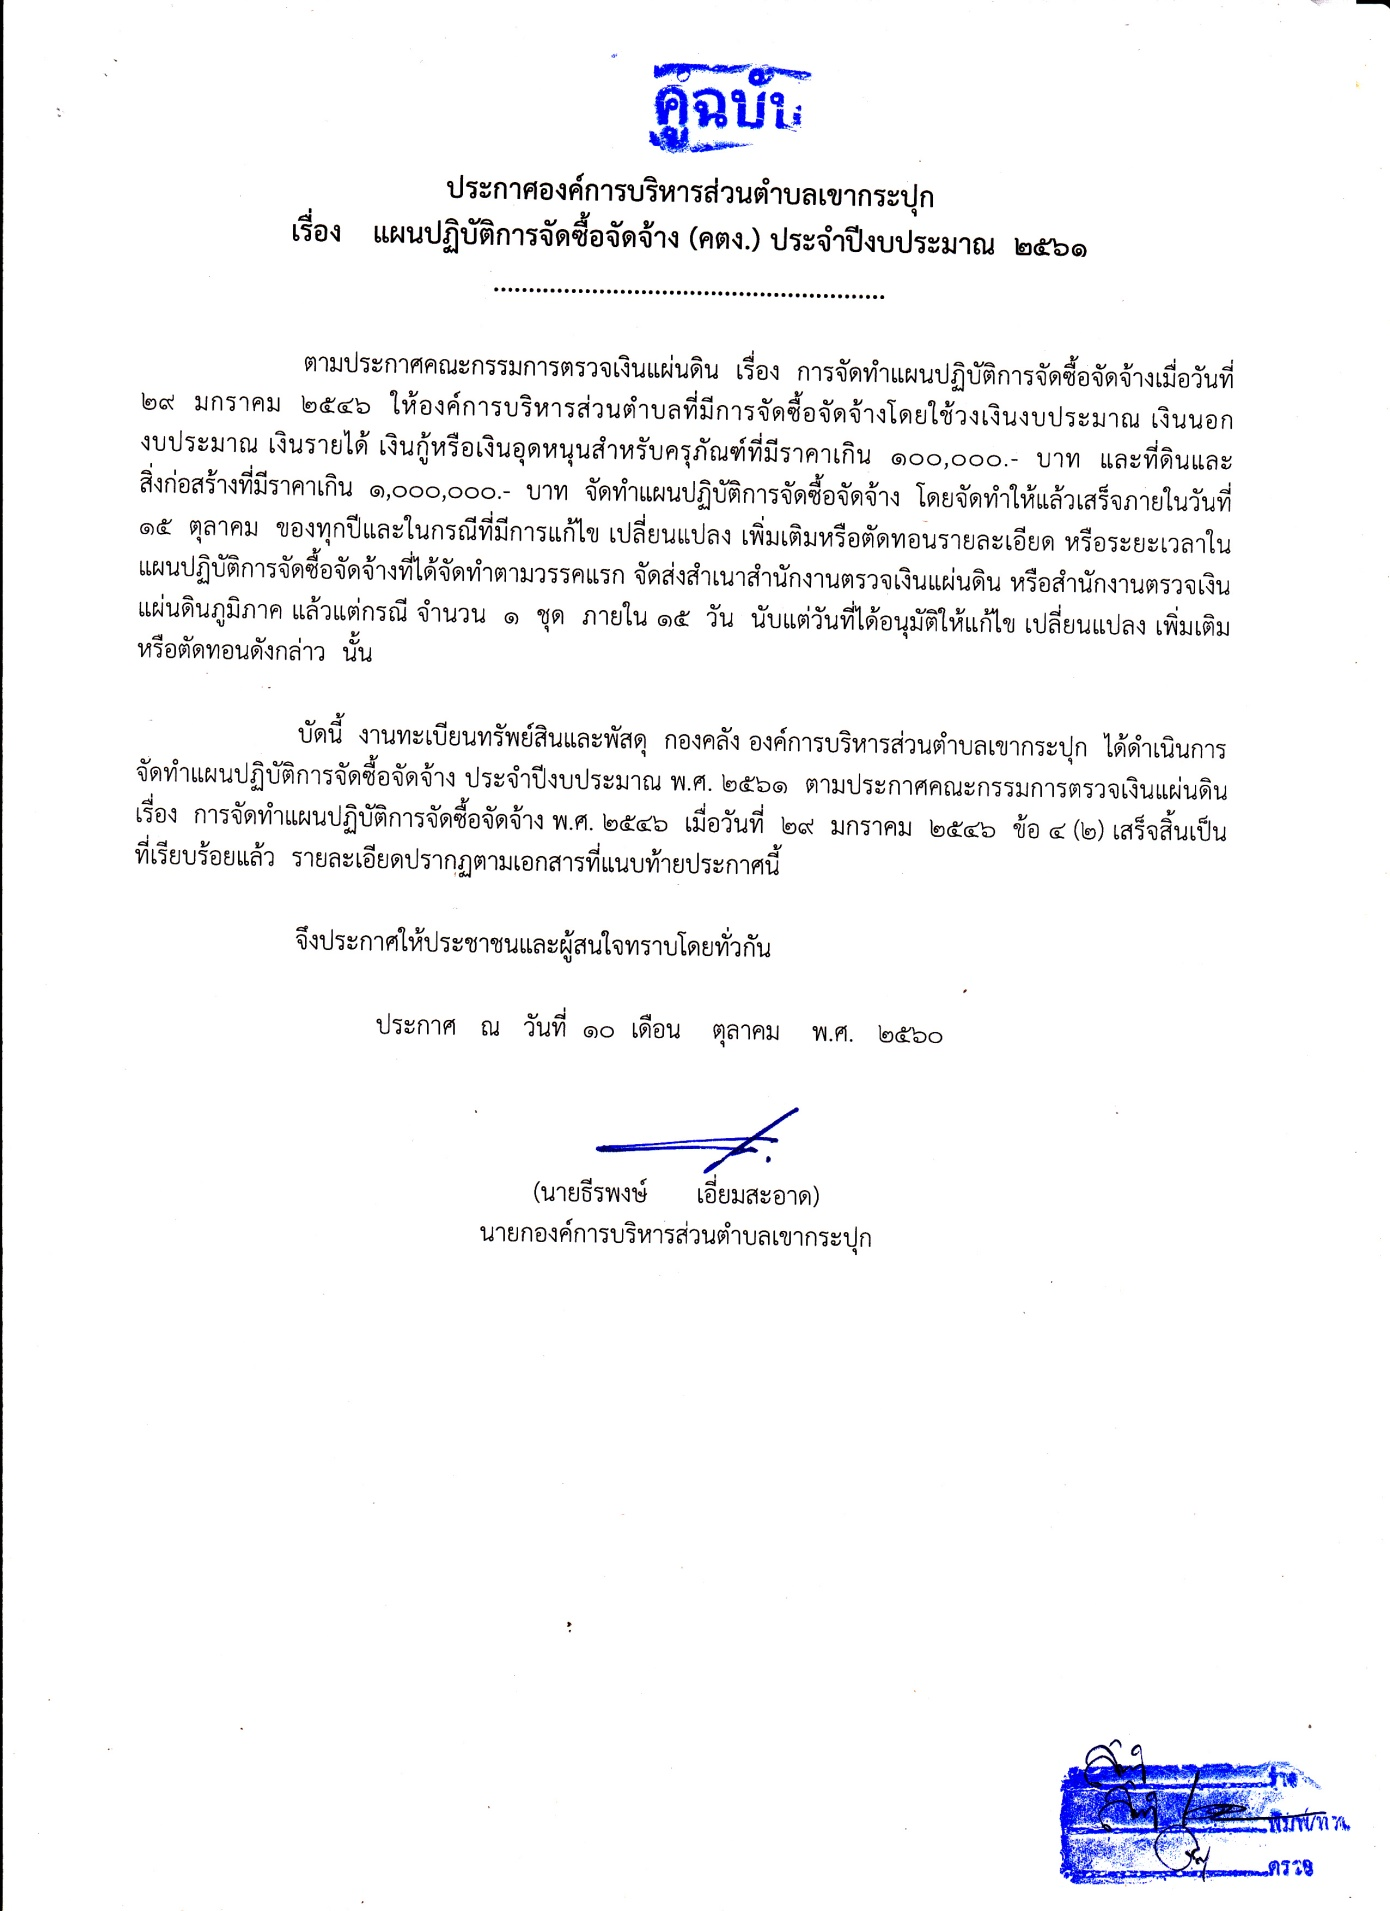 คู่ฉบับ
ประกาศองค์การบริหารส่วนตำบลเขากระปุก
เรื่อง แผนปฏิบัติการจัดซื้อจัดจ้าง (คตง.) ประจำปีงบประมาณ ๒๕๖๑
........................................................
ตามประกาศคณะกรรมการตรวจเงินแผ่นดิน เรื่อง การจัดทำแผนปฏิบัติการจัดซื้อจัดจ้างเมื่อวันที่
๒๙ มกราคม ๒๕๔๖ ให้องค์การบริหารส่วนตำบลที่มีการจัดซื้อจัดจ้างโดยใช้วงเงินงบประมาณ เงินนอก
งบประมาณ เงินรายได้ เงินกู้หรือเงินอุดหนุนสำหรับครุภัณฑ์ที่มีราคาเกิน ๑๐๐,๐๐๐.- บาท และที่ดินและ
สิ่งก่อสร้างที่มีราคาเกิน ๑,๐๐๐,๐๐๐.- บาท จัดทำแผนปฏิบัติการจัดซื้อจัดจ้าง โดยจัดทำให้แล้วเสร็จภายในวันที่
๑๕ ตุลาคม ของทุกปีและในกรณีที่มีการแก้ไข เปลี่ยนแปลง เพิ่มเติมหรือตัดทอนรายละเอียด หรือระยะเวลาใน
แผนปฏิบัติการจัดซื้อจัดจ้างที่ได้จัดทำตามวรรคแรก จัดส่งสำเนาสำนักงานตรวจเงินแผ่นดิน หรือสำนักงานตรวจเงิน
แผ่นดินภูมิภาค แล้วแต่กรณี จำนวน ๑ ชุด ภายใน ๑๕ วัน นับแต่วันที่ได้อนุมัติให้แก้ไข เปลี่ยนแปลง เพิ่มเติม
หรือตัดทอนดังกล่าว นั้น
บัดนี้ งานทะเบียนทรัพย์สินและพัสดุ กองคลัง องค์การบริหารส่วนตำบลเขากระปุก ได้ดำเนินการ
จัดทำแผนปฏิบัติการจัดซื้อจัดจ้าง ประจำปีงบประมาณ พ.ศ. ๒๕๖๑ ตามประกาศคณะกรรมการตรวจเงินแผ่นดิน
เรื่อง การจัดทำแผนปฏิบัติการจัดซื้อจัดจ้าง พ.ศ. ๒๕๔๖ เมื่อวันที่ ๒๙ มกราคม ๒๕๔๖ ข้อ ๔ (๒) เสร็จสิ้นเป็น
ที่เรียบร้อยแล้ว รายละเอียดปรากฏตามเอกสารที่แนบท้ายประกาศนี้
จึงประกาศให้ประชาชนและผู้สนใจทราบโดยทั่วกัน
ประกาศ ณ วันที่ ๑๐ เดือน ตุลาคม พ.ศ. ๒๕๖๐
(นายธีรพงษ์ เอี่ยมสะอาด)
นายกองค์การบริหารส่วนตำบลเขากระปุก
ร่าง
พิมพ์/ทาน
ตรวจ